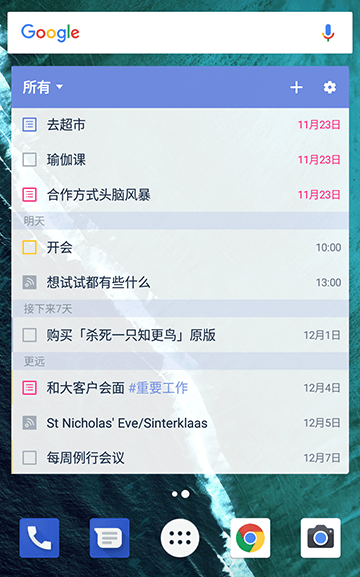 Google
所有
去超市 11月23日
瑜伽课 11月23日
合作方式头脑风暴 11月23日
明天
开会 10:00
想试试都有些什么 13:00
接下来7天
购买「杀死一只知更鸟」原版 12月1日
更远
和大客户会面 #重要工作 12月4日
St Nicholas' Eve/Sinterklaas 12月5日
每周例行会议 12月7日